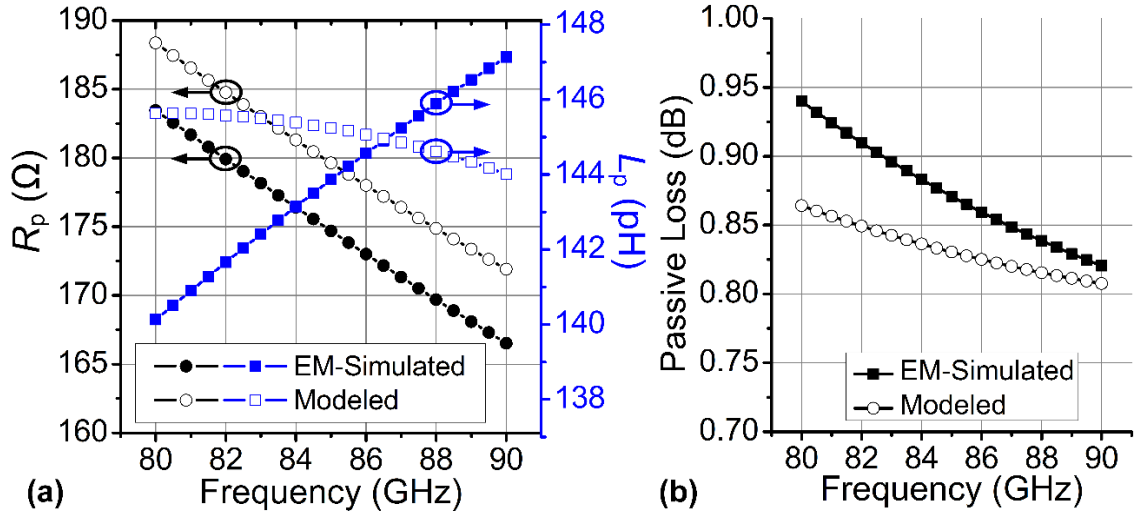 190
185
180
175
170
165
160
R_p (Ω)
148
146
144
142
140
138
L_p (pH)
EM-Simulated
Modeled
80 82 84 86 88 90
(a) Frequency (GHz)
1.00
0.95
0.90
0.85
0.80
0.75
0.70
Passive Loss (dB)
EM-Simulated
Modeled
80 82 84 86 88 90
(b) Frequency (GHz)